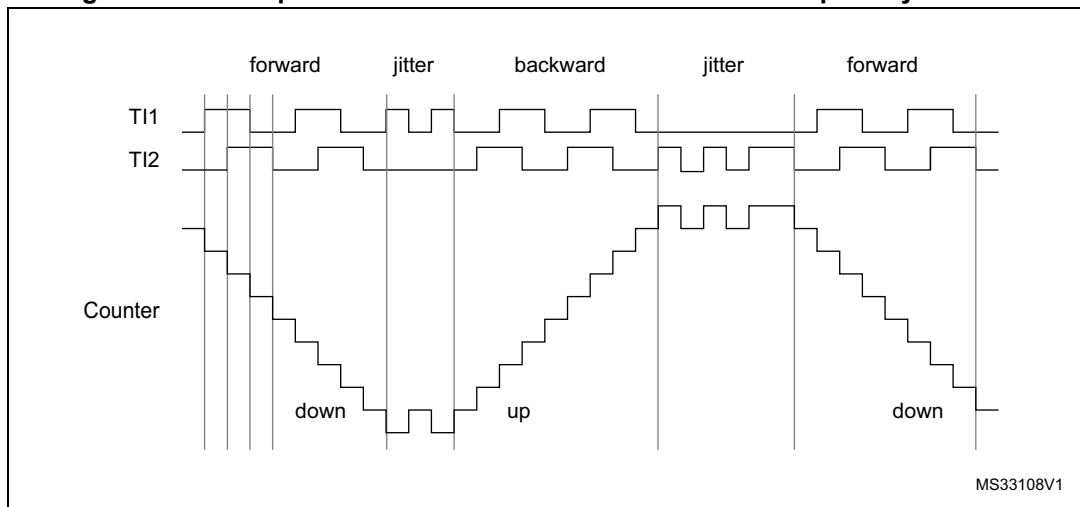 forward jitter backward jitter forward
TI1
TI2
Counter
down up down
MS33108V1